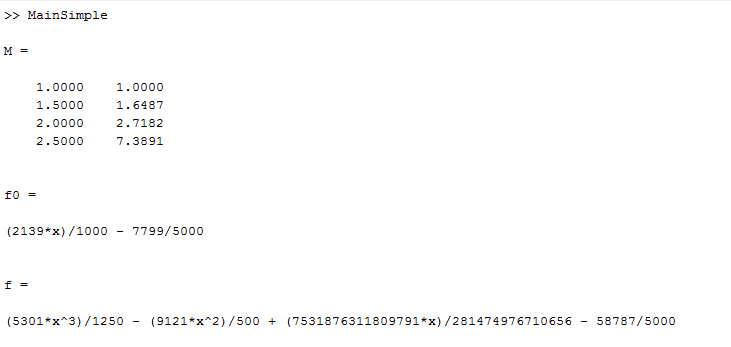 >> MainSimple
M =
1.0000 1.0000
1.5000 1.6487
2.0000 2.7182
2.5000 7.3891
f0 =
(2139*x)/1000 - 7799/5000
f =
(5301*x^3)/1250 - (9121*x^2)/500 + (7531876311809791*x)/281474976710656 - 58787/5000